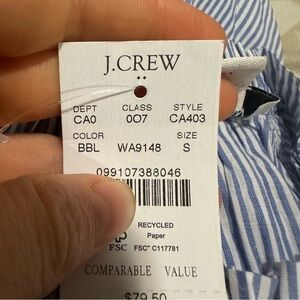 J.CREW
DEPT CLASS STYLE
CA0 007 CA403
COLOR SIZE
BBL WA9148 S
099107388046
RECYCLED
Paper
FSC FSC® C117781
COMPARABLE VALUE
$79.50